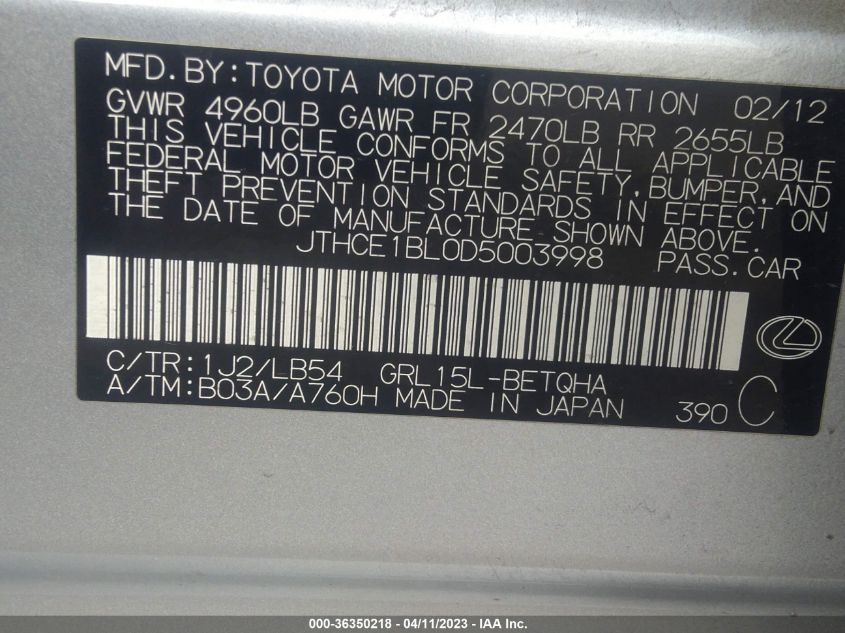 MFD. BY: TOYOTA MOTOR CORPORATION 02/12
GVWR 4960LB GAWR FR 2470LB RR 2655LB
THIS VEHICLE CONFORMS TO ALL APPLICABLE
FEDERAL MOTOR VEHICLE SAFETY, BUMPER, AND
THEFT PREVENTION STANDARDS IN EFFECT ON
THE DATE OF MANUFACTURE SHOWN ABOVE.
JTHCE1BL0D5003998 PASS. CAR
C/TR: 1J2/LB54 GRL15L-BETQHA
A/TM: B03A/A760H MADE IN JAPAN 390 C
000-36350218 - 04/11/2023 - IAA Inc.